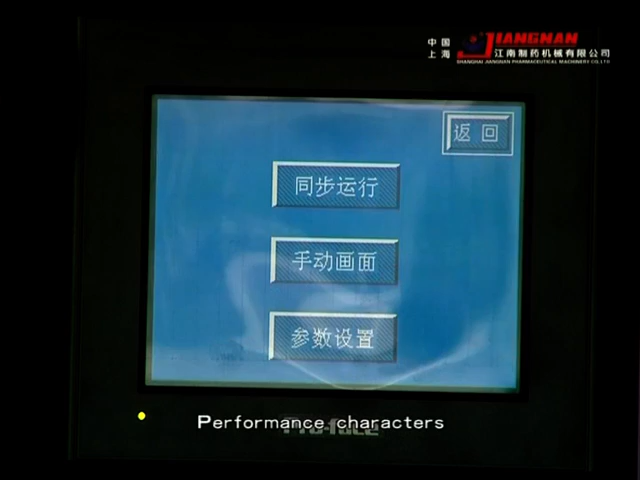 中国
上海
JIANGNAN
江南制药机械有限公司
SHANGHAI JIANGNAN PHARMACEUTICAL MACHINERY CO.,LTD
返回
同步运行
手动画面
参数设置
Performance characters
Pro-face